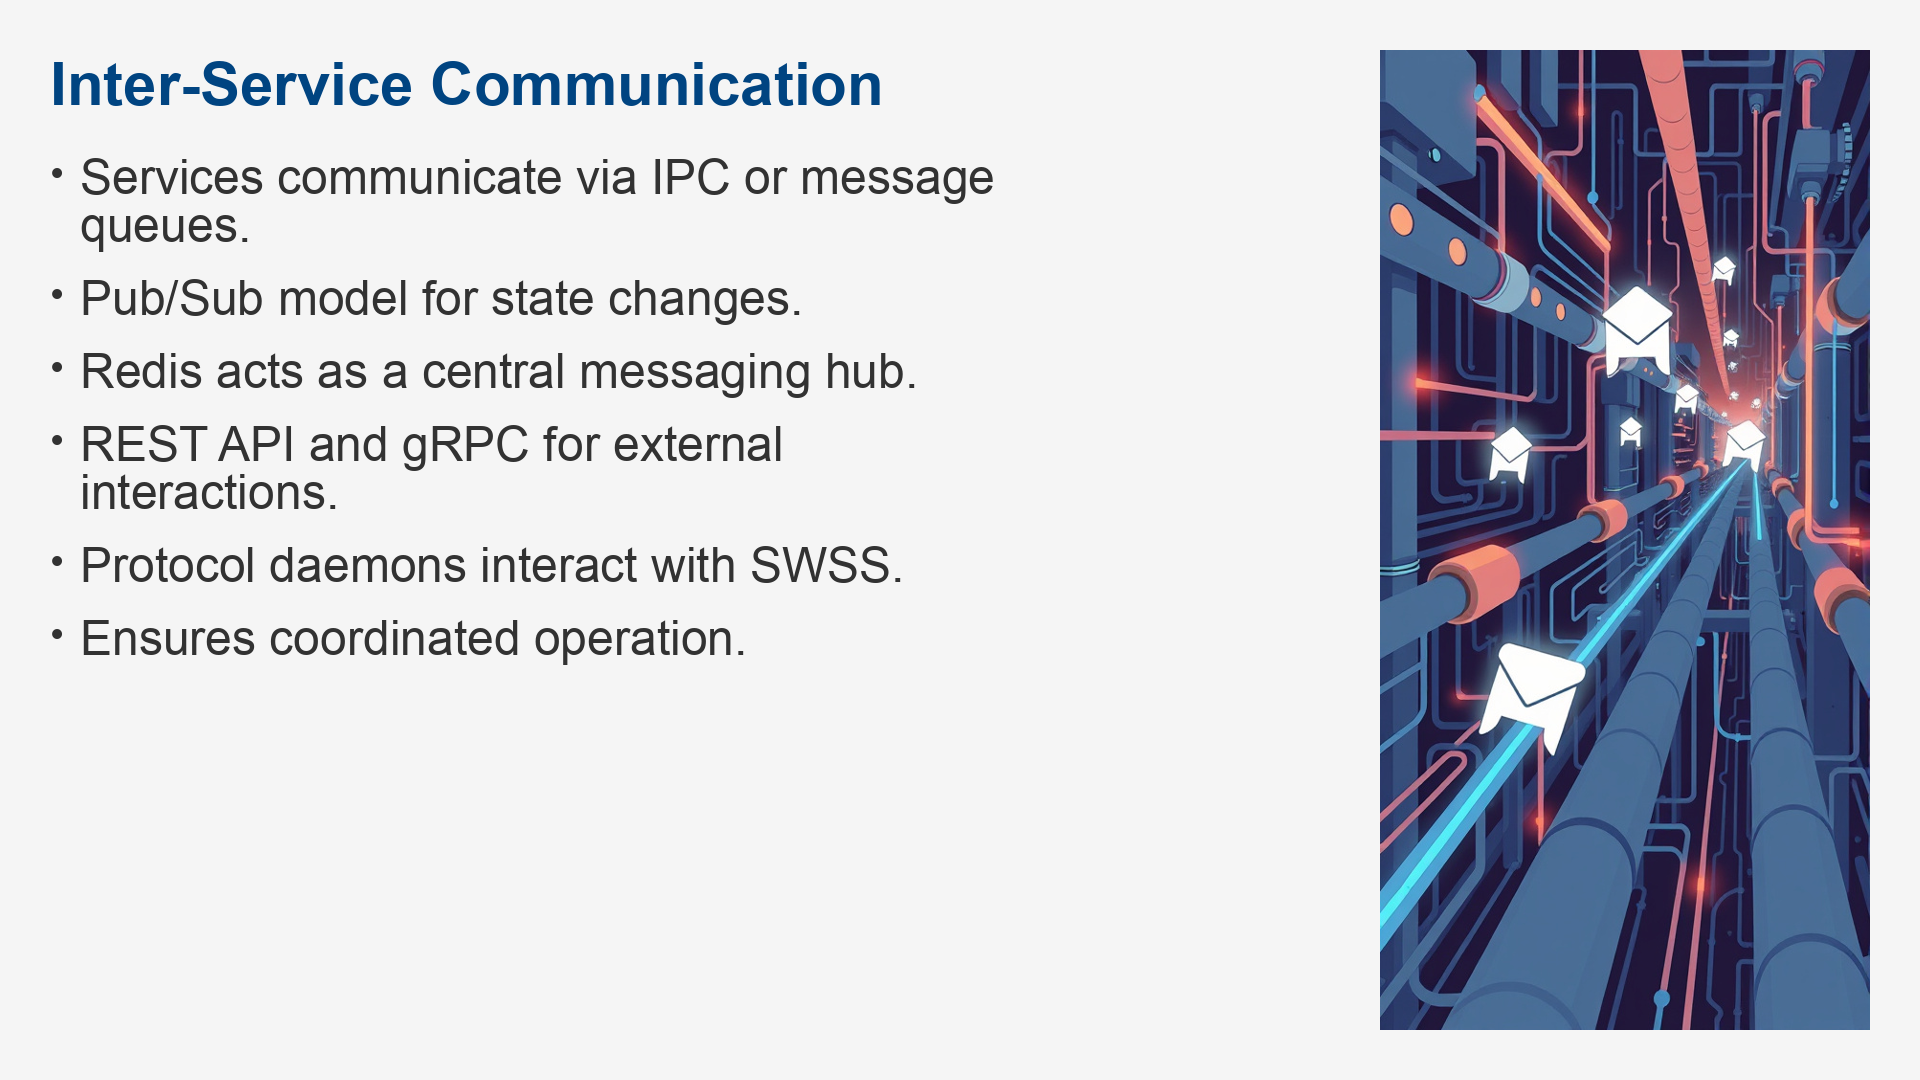 Inter-Service Communication
• Services communicate via IPC or message
queues.
• Pub/Sub model for state changes.
• Redis acts as a central messaging hub.
• REST API and gRPC for external
interactions.
• Protocol daemons interact with SWSS.
• Ensures coordinated operation.